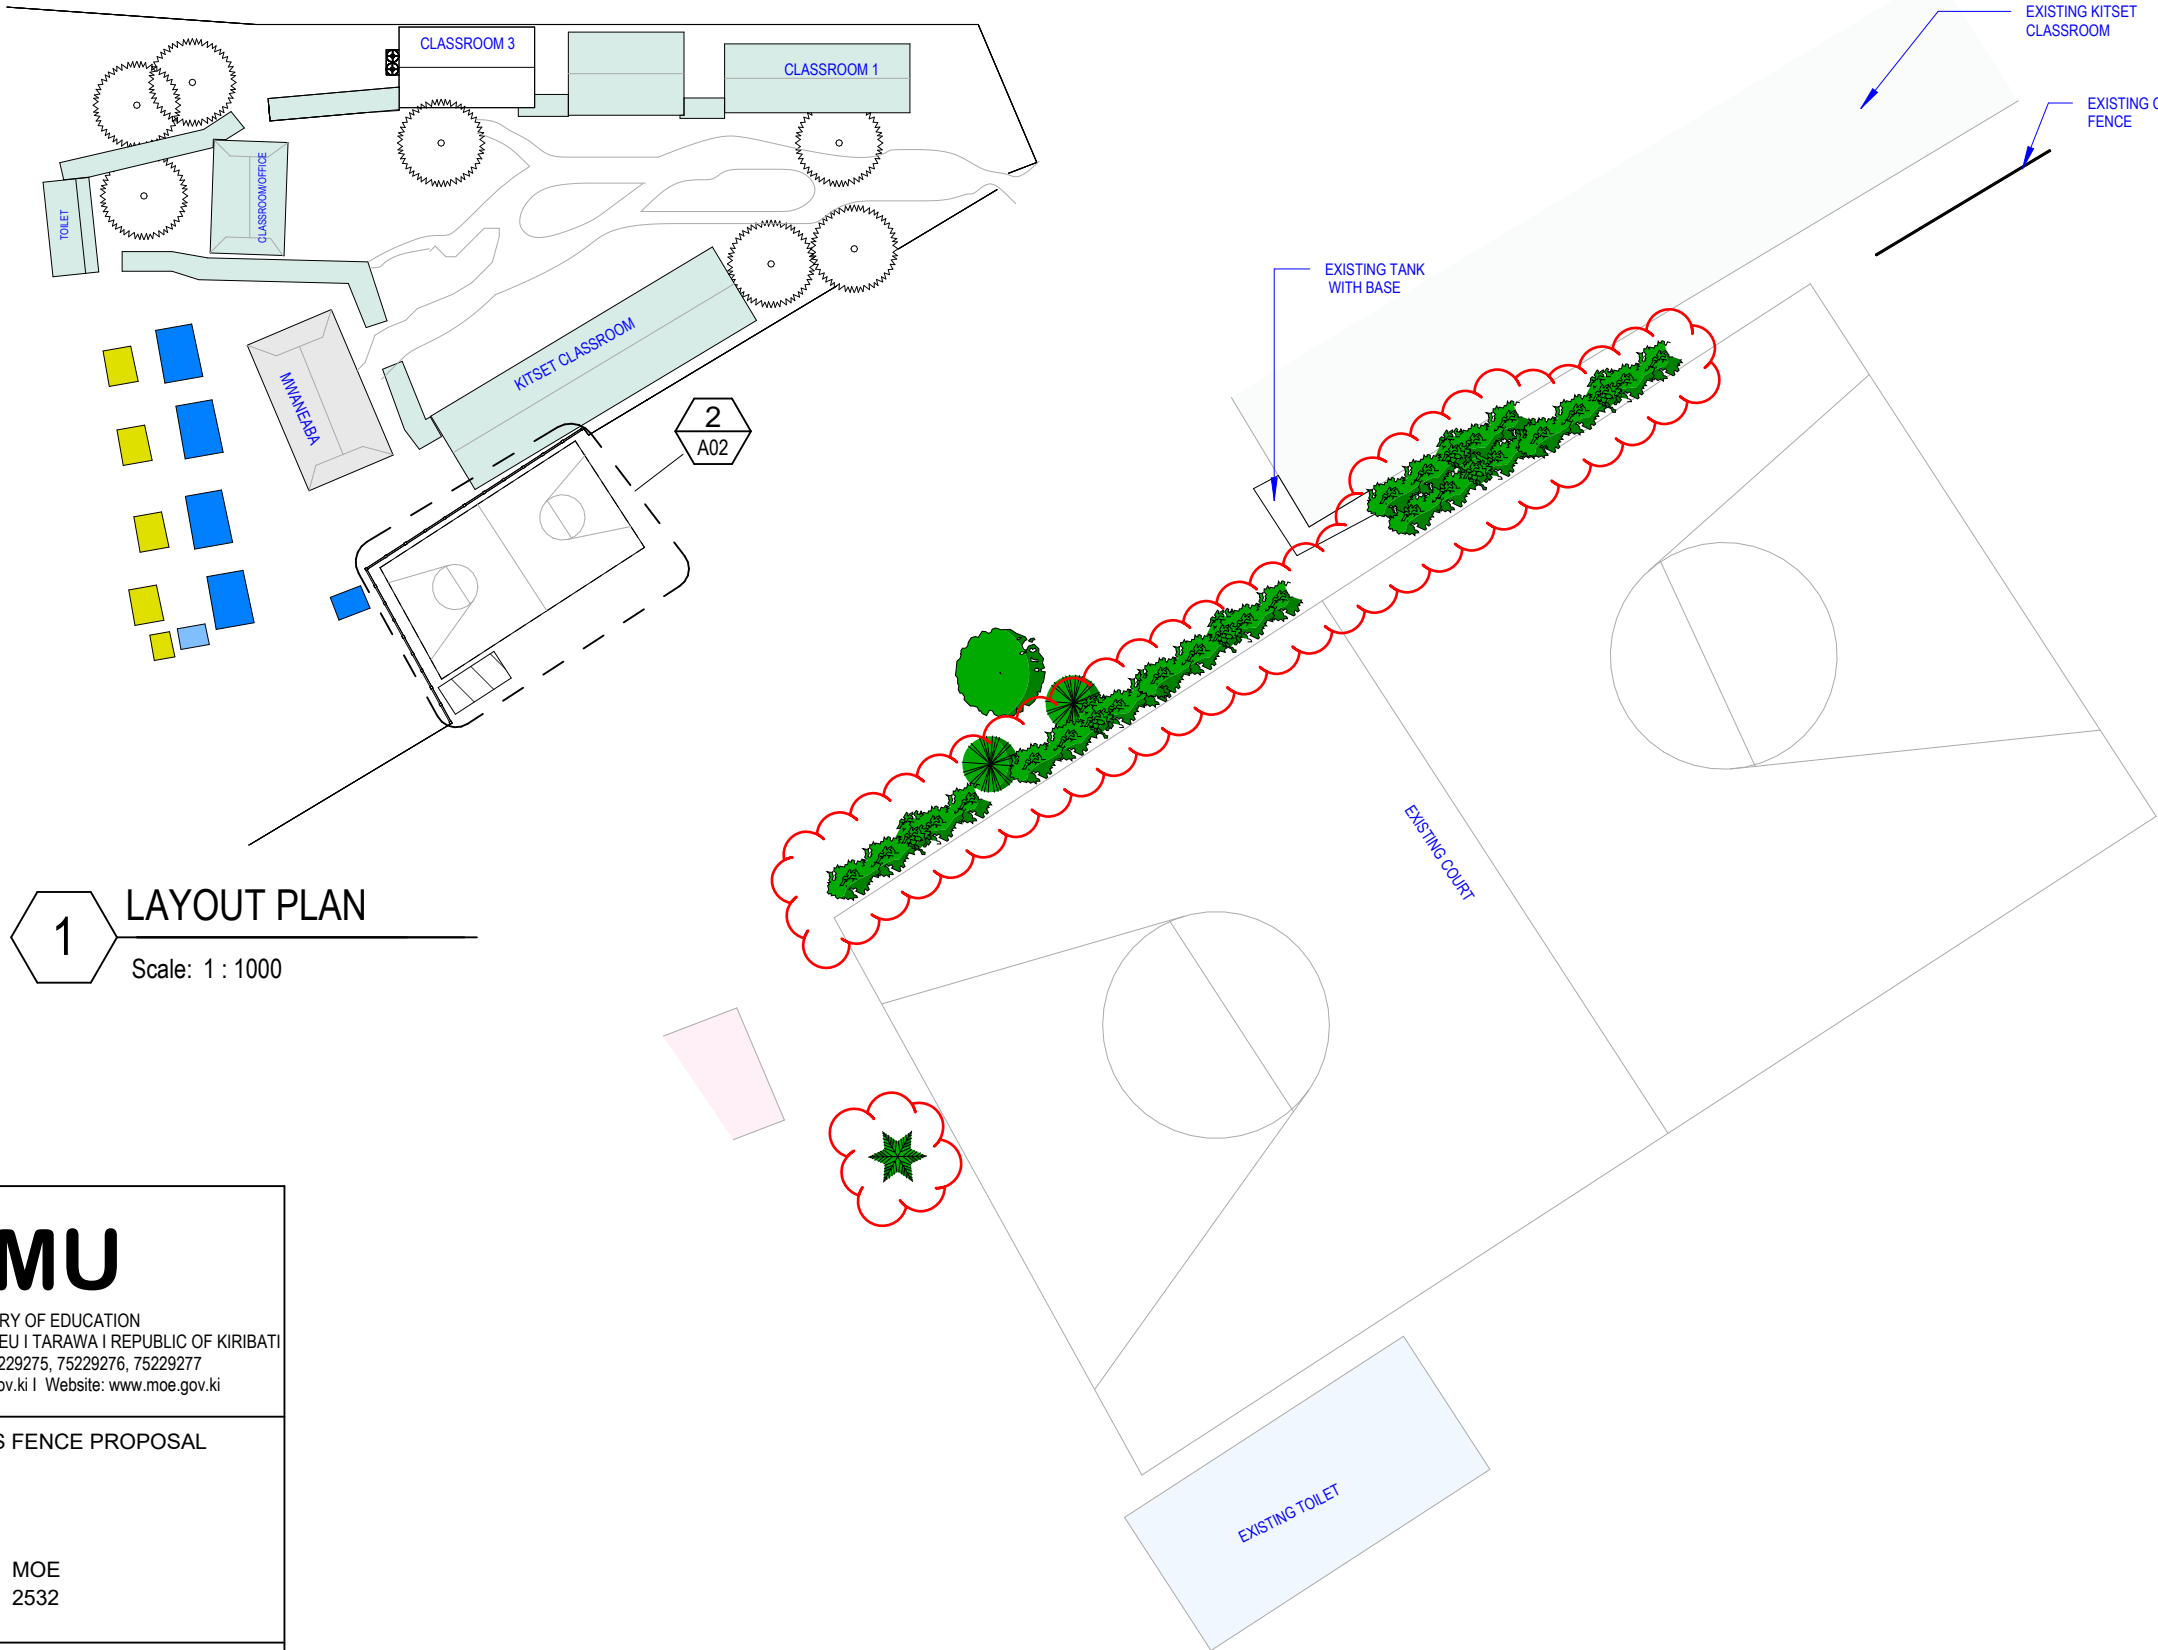 CLASSROOM 3
CLASSROOM 1
CLASSROOM/OFFICE
TOILET
KITSET CLASSROOM
MWANEABA
2
A02
1
LAYOUT PLAN
Scale: 1 : 1000
EXISTING KITSET
CLASSROOM
EXISTING
FENCE
EXISTING TANK
WITH BASE
EXISTING COURT
EXISTING TOILET
MU
RY OF EDUCATION
EU I TARAWA I REPUBLIC OF KIRIBATI
229275, 75229276, 75229277
ov.ki I Website: www.moe.gov.ki
S FENCE PROPOSAL
MOE
2532